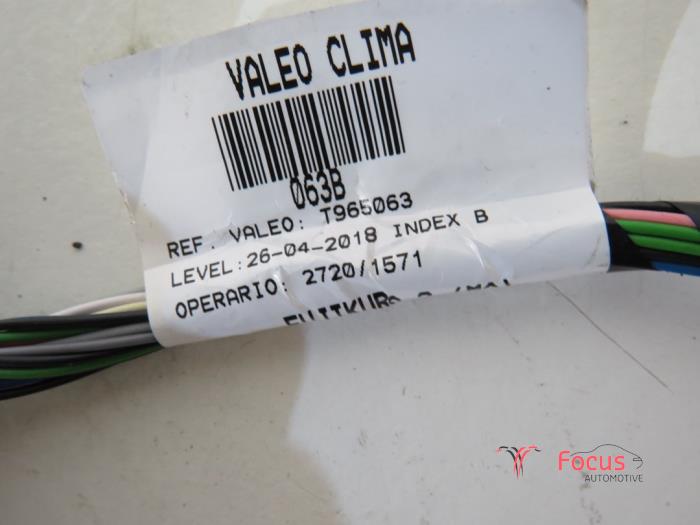 VALEO CLIMA
063B
REF. VALEO: T965063
LEVEL:26-04-2018 INDEX B
OPERARIO: 2720/1571
Focus
AUTOMOTIVE